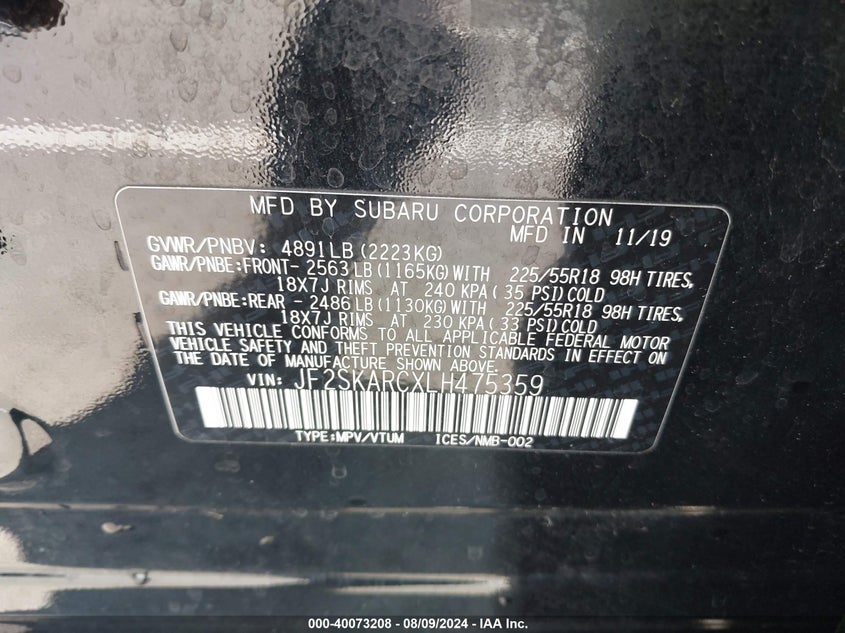 MFD BY SUBARU CORPORATION
MFD IN 11/19
GVWR/PNBV: 4891LB(2223KG)
GAWR/PNBE:FRONT- 2563LB(1165KG)WITH 225/55R18 98H TIRES,
18X7J RIMS AT 240 KPA( 35 PSI)COLD
GAWR/PNBE:REAR - 2486LB(1130KG)WITH 225/55R18 98H TIRES,
18X7J RIMS AT 230 KPA( 33 PSI)COLD
THIS VEHICLE CONFORMS TO ALL APPLICABLE FEDERAL MOTOR
VEHICLE SAFETY AND THEFT PREVENTION STANDARDS IN EFFECT ON
THE DATE OF MANUFACTURE SHOWN ABOVE.
VIN: JF2SKARCXLH475359
TYPE:MPV/VTUM ICES/NMB-002
000-40073208 - 08/09/2024 - IAA Inc.